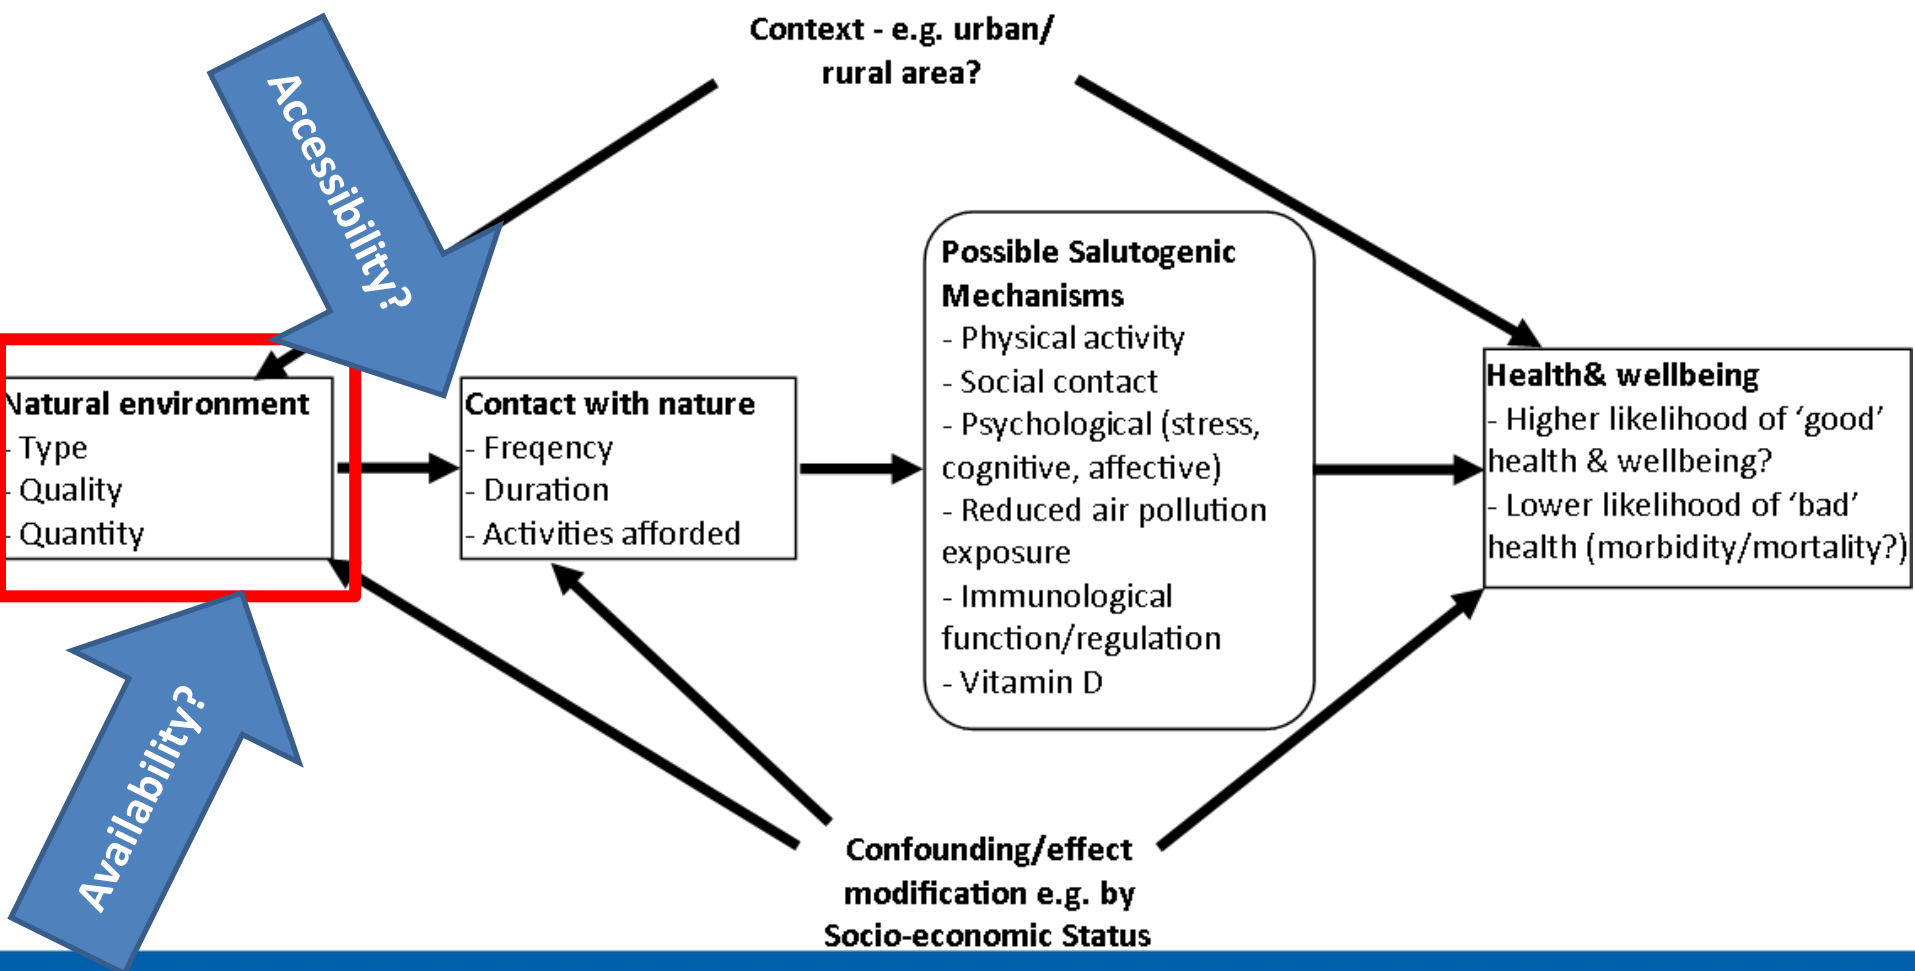 Context - e.g. urban/
rural area?
Accessibility?
Natural environment
- Type
- Quality
- Quantity
Availability?
Contact with nature
- Freqency
- Duration
- Activities afforded
Possible Salutogenic
Mechanisms
- Physical activity
- Social contact
- Psychological (stress,
cognitive, affective)
- Reduced air pollution
exposure
- Immunological
function/regulation
- Vitamin D
Health& wellbeing
- Higher likelihood of ‘good’
health & wellbeing?
- Lower likelihood of ‘bad’
health (morbidity/mortality?)
Confounding/effect
modification e.g. by
Socio-economic Status